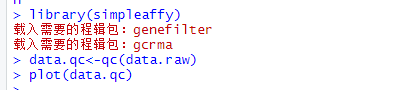 > library(simpleaffy)
载入需要的程辑包：genefilter
载入需要的程辑包：gcrma
> data.qc<-qc(data.raw)
> plot(data.qc)
>